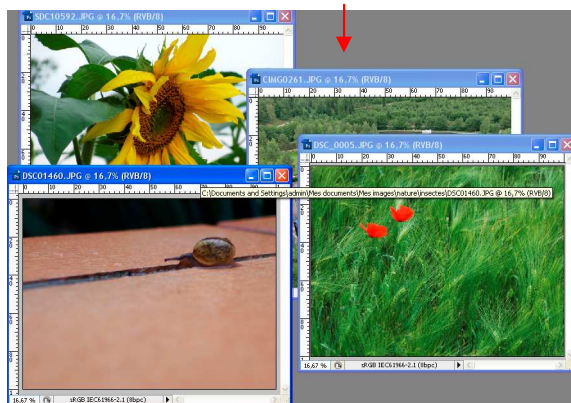 SDC10592.JPG @ 16,7% (RVB/8)
CIMG0261.JPG @ 16,7% (RVB/8)
DSC_0005.JPG @ 16,7% (RVB/8)
DSC01460.JPG @ 16,7% (RVB/8)
C:\Documents and Settings\admin\Mes documents\Mes images\nature\insectes\DSC01460.JPG @ 16,7% (RVB/8)
16,67 % sRGB IEC61966-2.1 (8bpc)
16,67 % sRGB IEC61966-2.1 (8bpc)